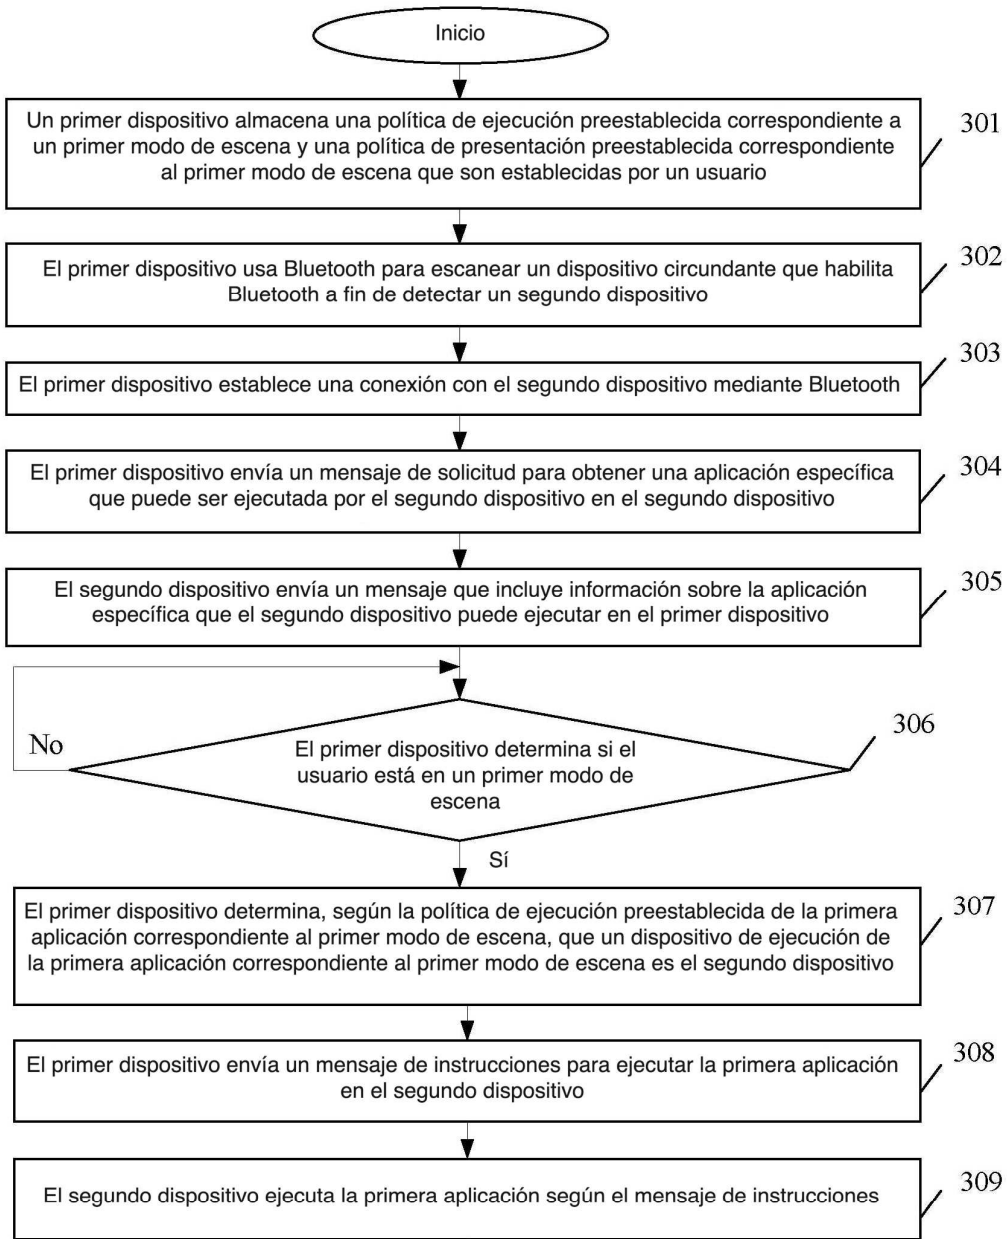 Inicio
Un primer dispositivo almacena una política de ejecución preestablecida correspondiente a
un primer modo de escena y una política de presentación preestablecida correspondiente
al primer modo de escena que son establecidas por un usuario
301
El primer dispositivo usa Bluetooth para escanear un dispositivo circundante que habilita
Bluetooth a fin de detectar un segundo dispositivo
302
El primer dispositivo establece una conexión con el segundo dispositivo mediante Bluetooth
303
El primer dispositivo envía un mensaje de solicitud para obtener una aplicación específica
que puede ser ejecutada por el segundo dispositivo en el segundo dispositivo
304
El segundo dispositivo envía un mensaje que incluye información sobre la aplicación
específica que el segundo dispositivo puede ejecutar en el primer dispositivo
305
No
El primer dispositivo determina si el
usuario está en un primer modo de
escena
306
Sí
El primer dispositivo determina, según la política de ejecución preestablecida de la primera
aplicación correspondiente al primer modo de escena, que un dispositivo de ejecución de
la primera aplicación correspondiente al primer modo de escena es el segundo dispositivo
307
El primer dispositivo envía un mensaje de instrucciones para ejecutar la primera aplicación
en el segundo dispositivo
308
El segundo dispositivo ejecuta la primera aplicación según el mensaje de instrucciones
309